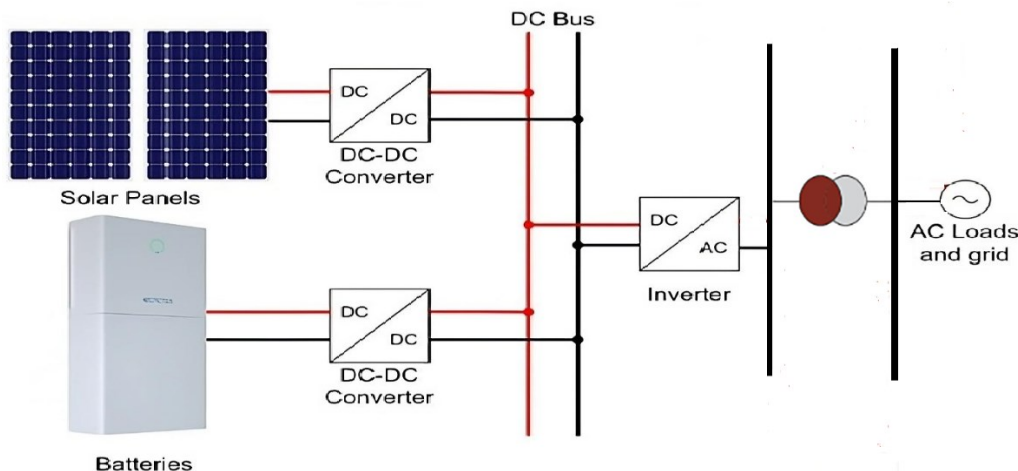 DC Bus
DC
DC
DC-DC
Converter
Solar Panels
DC
AC
Inverter
AC Loads
and grid
DC
DC
DC-DC
Converter
Batteries